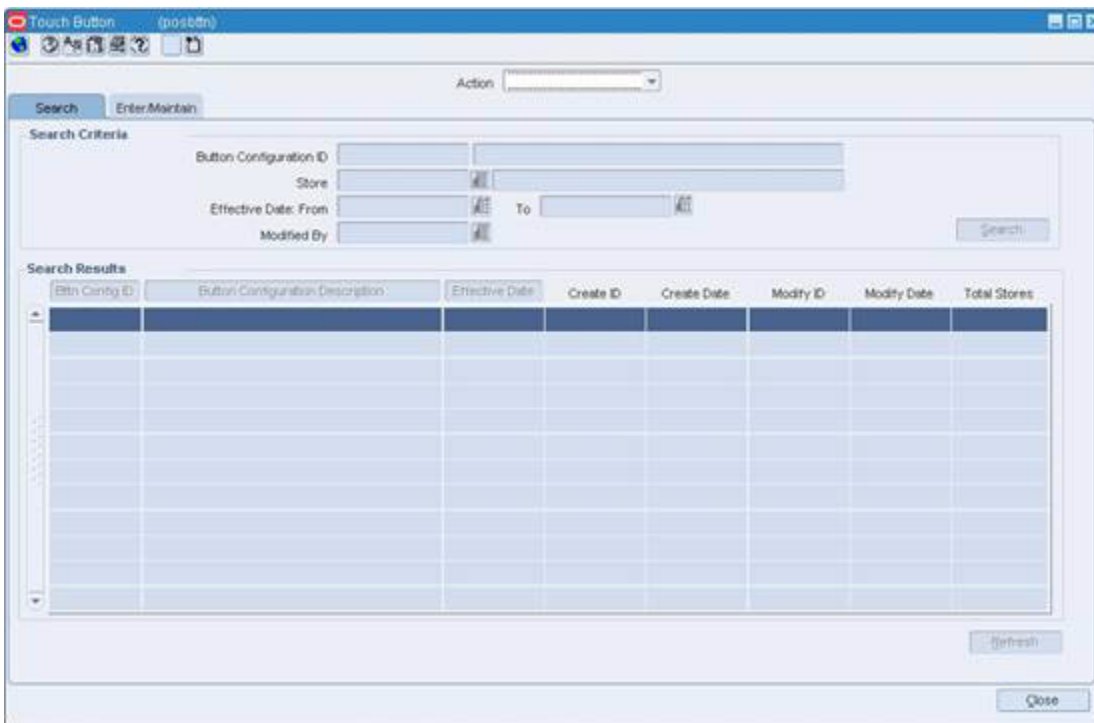 Touch Button (posbttn)
Action
Search Enter/Maintain
Search Criteria
Button Configuration ID
Store
Effective Date: From To
Modified By
Search
Search Results
Bttn Config ID Button Configuration Description Effective Date Create ID Create Date Modify ID Modify Date Total Stores
Refresh
Close